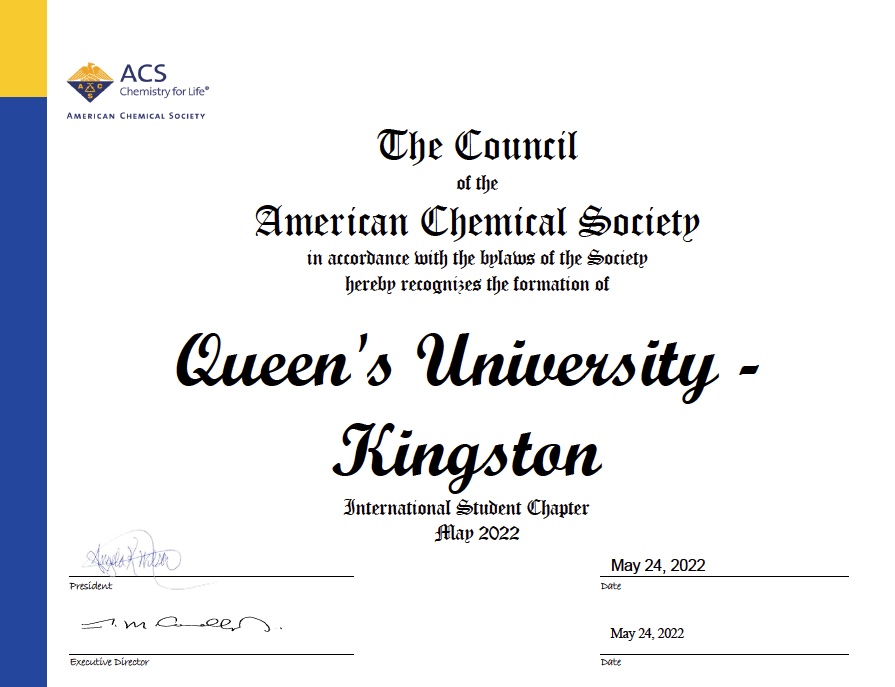 ACS
Chemistry for Life®
AMERICAN CHEMICAL SOCIETY
The Council
of the
American Chemical Society
in accordance with the bylaws of the Society
hereby recognizes the formation of
Queen's University -
Kingston
International Student Chapter
May 2022
Angela K Wilson
May 24, 2022
President
Date
May 24, 2022
Executive Director
Date